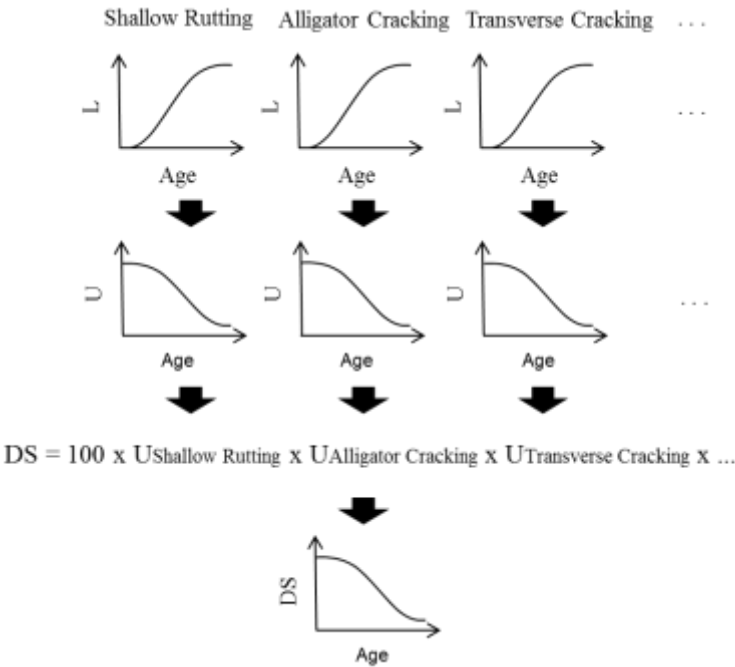 Shallow Rutting Alligator Cracking Transverse Cracking ...
L L L ...
Age Age Age
U U U ...
Age Age Age
DS = 100 x UShallow Rutting x UAlligator Cracking x UTransverse Cracking x ...
DS
Age